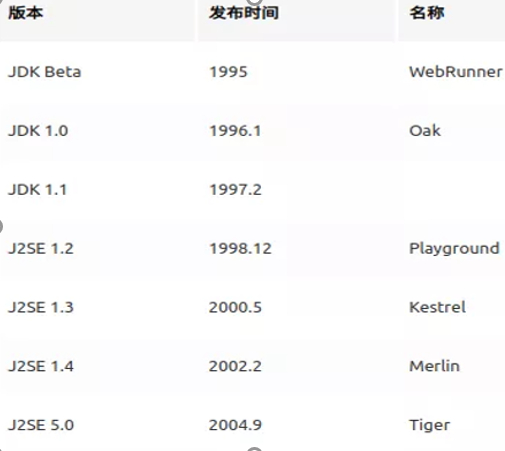 版本 发布时间 名称
JDK Beta 1995 WebRunner
JDK 1.0 1996.1 Oak
JDK 1.1 1997.2
J2SE 1.2 1998.12 Playground
J2SE 1.3 2000.5 Kestrel
J2SE 1.4 2002.2 Merlin
J2SE 5.0 2004.9 Tiger